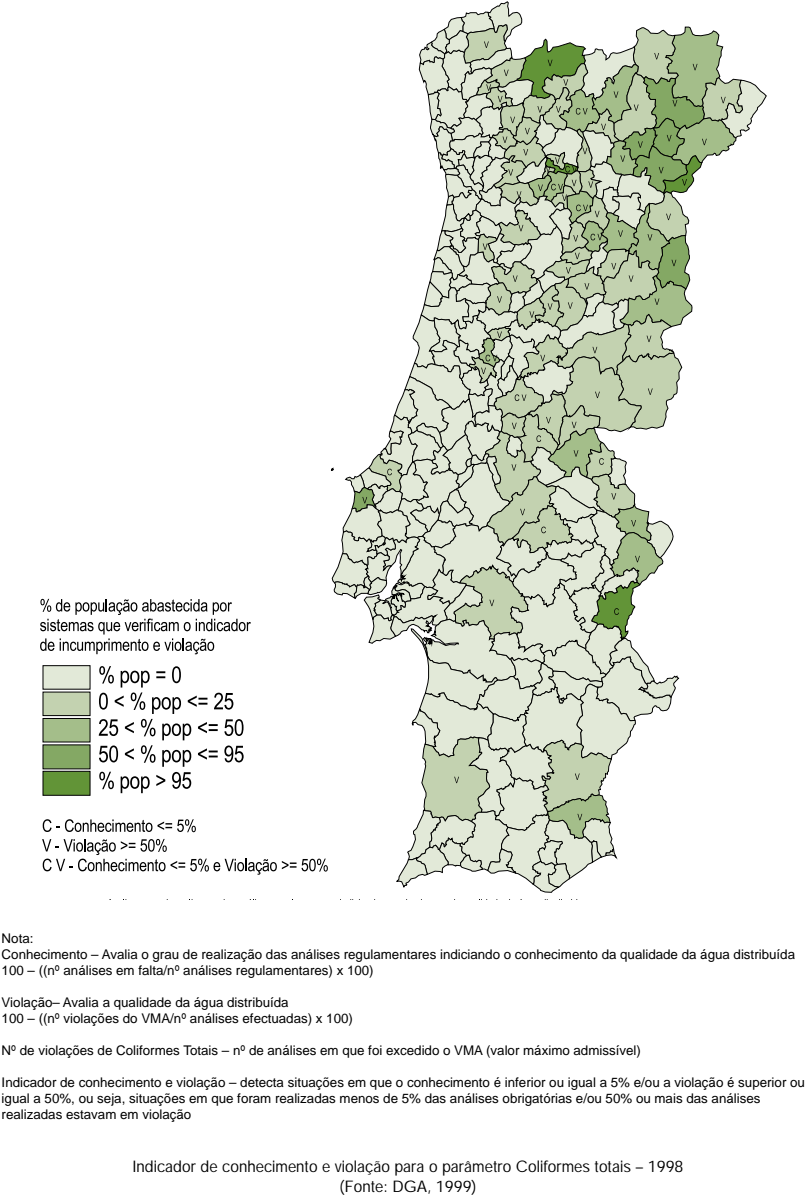 % de população abastecida por
sistemas que verificam o indicador
de incumprimento e violação
% pop = 0
0 < % pop <= 25
25 < % pop <= 50
50 < % pop <= 95
% pop > 95
C - Conhecimento <= 5%
V - Violação >= 50%
C V - Conhecimento <= 5% e Violação >= 50%
Nota:
Conhecimento – Avalia o grau de realização das análises regulamentares indiciando o conhecimento da qualidade da água distribuída
100 – ((nº análises em falta/nº análises regulamentares) x 100)
Violação– Avalia a qualidade da água distribuída
100 – ((nº violações do VMA/nº análises efectuadas) x 100)
Nº de violações de Coliformes Totais – nº de análises em que foi excedido o VMA (valor máximo admissível)
Indicador de conhecimento e violação – detecta situações em que o conhecimento é inferior ou igual a 5% e/ou a violação é superior ou
igual a 50%, ou seja, situações em que foram realizadas menos de 5% das análises obrigatórias e/ou 50% ou mais das análises
realizadas estavam em violação
Indicador de conhecimento e violação para o parâmetro Coliformes totais – 1998
(Fonte: DGA, 1999)